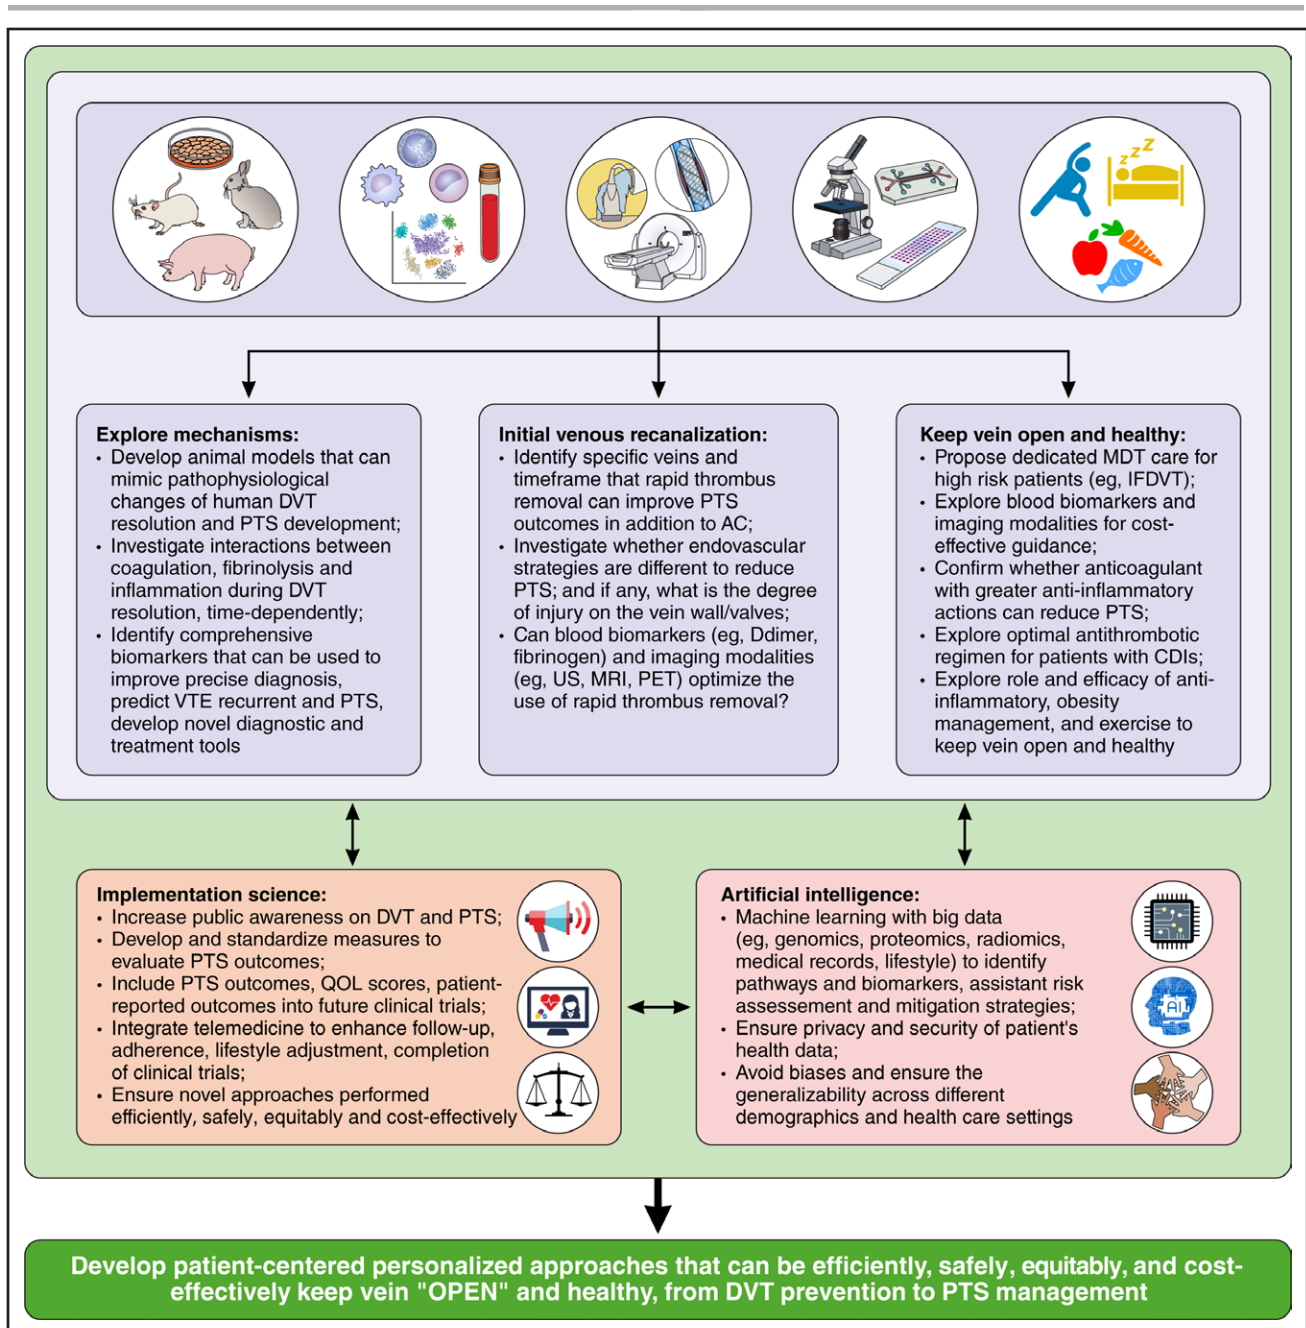 zzz
Explore mechanisms:
• Develop animal models that can
mimic pathophysiological
changes of human DVT
resolution and PTS development;
• Investigate interactions between
coagulation, fibrinolysis and
inflammation during DVT
resolution, time-dependently;
• Identify comprehensive
biomarkers that can be used to
improve precise diagnosis,
predict VTE recurrent and PTS,
develop novel diagnostic and
treatment tools
Initial venous recanalization:
• Identify specific veins and
timeframe that rapid thrombus
removal can improve PTS
outcomes in addition to AC;
• Investigate whether endovascular
strategies are different to reduce
PTS; and if any, what is the degree
of injury on the vein wall/valves;
• Can blood biomarkers (eg, Ddimer,
fibrinogen) and imaging modalities
(eg, US, MRI, PET) optimize the
use of rapid thrombus removal?
Keep vein open and healthy:
• Propose dedicated MDT care for
high risk patients (eg, IFDVT);
• Explore blood biomarkers and
imaging modalities for cost-
effective guidance;
• Confirm whether anticoagulant
with greater anti-inflammatory
actions can reduce PTS;
• Explore optimal antithrombotic
regimen for patients with CDIs;
• Explore role and efficacy of anti-
inflammatory, obesity
management, and exercise to
keep vein open and healthy
Implementation science:
• Increase public awareness on DVT and PTS;
• Develop and standardize measures to
evaluate PTS outcomes;
• Include PTS outcomes, QOL scores, patient-
reported outcomes into future clinical trials;
• Integrate telemedicine to enhance follow-up,
adherence, lifestyle adjustment, completion
of clinical trials;
• Ensure novel approaches performed
efficiently, safely, equitably and cost-effectively
Artificial intelligence:
• Machine learning with big data
(eg, genomics, proteomics, radiomics,
medical records, lifestyle) to identify
pathways and biomarkers, assistant risk
assessement and mitigation strategies;
• Ensure privacy and security of patient's
health data;
• Avoid biases and ensure the
generalizability across different
demographics and health care settings
AI
Develop patient-centered personalized approaches that can be efficiently, safely, equitably, and cost-
effectively keep vein "OPEN" and healthy, from DVT prevention to PTS management